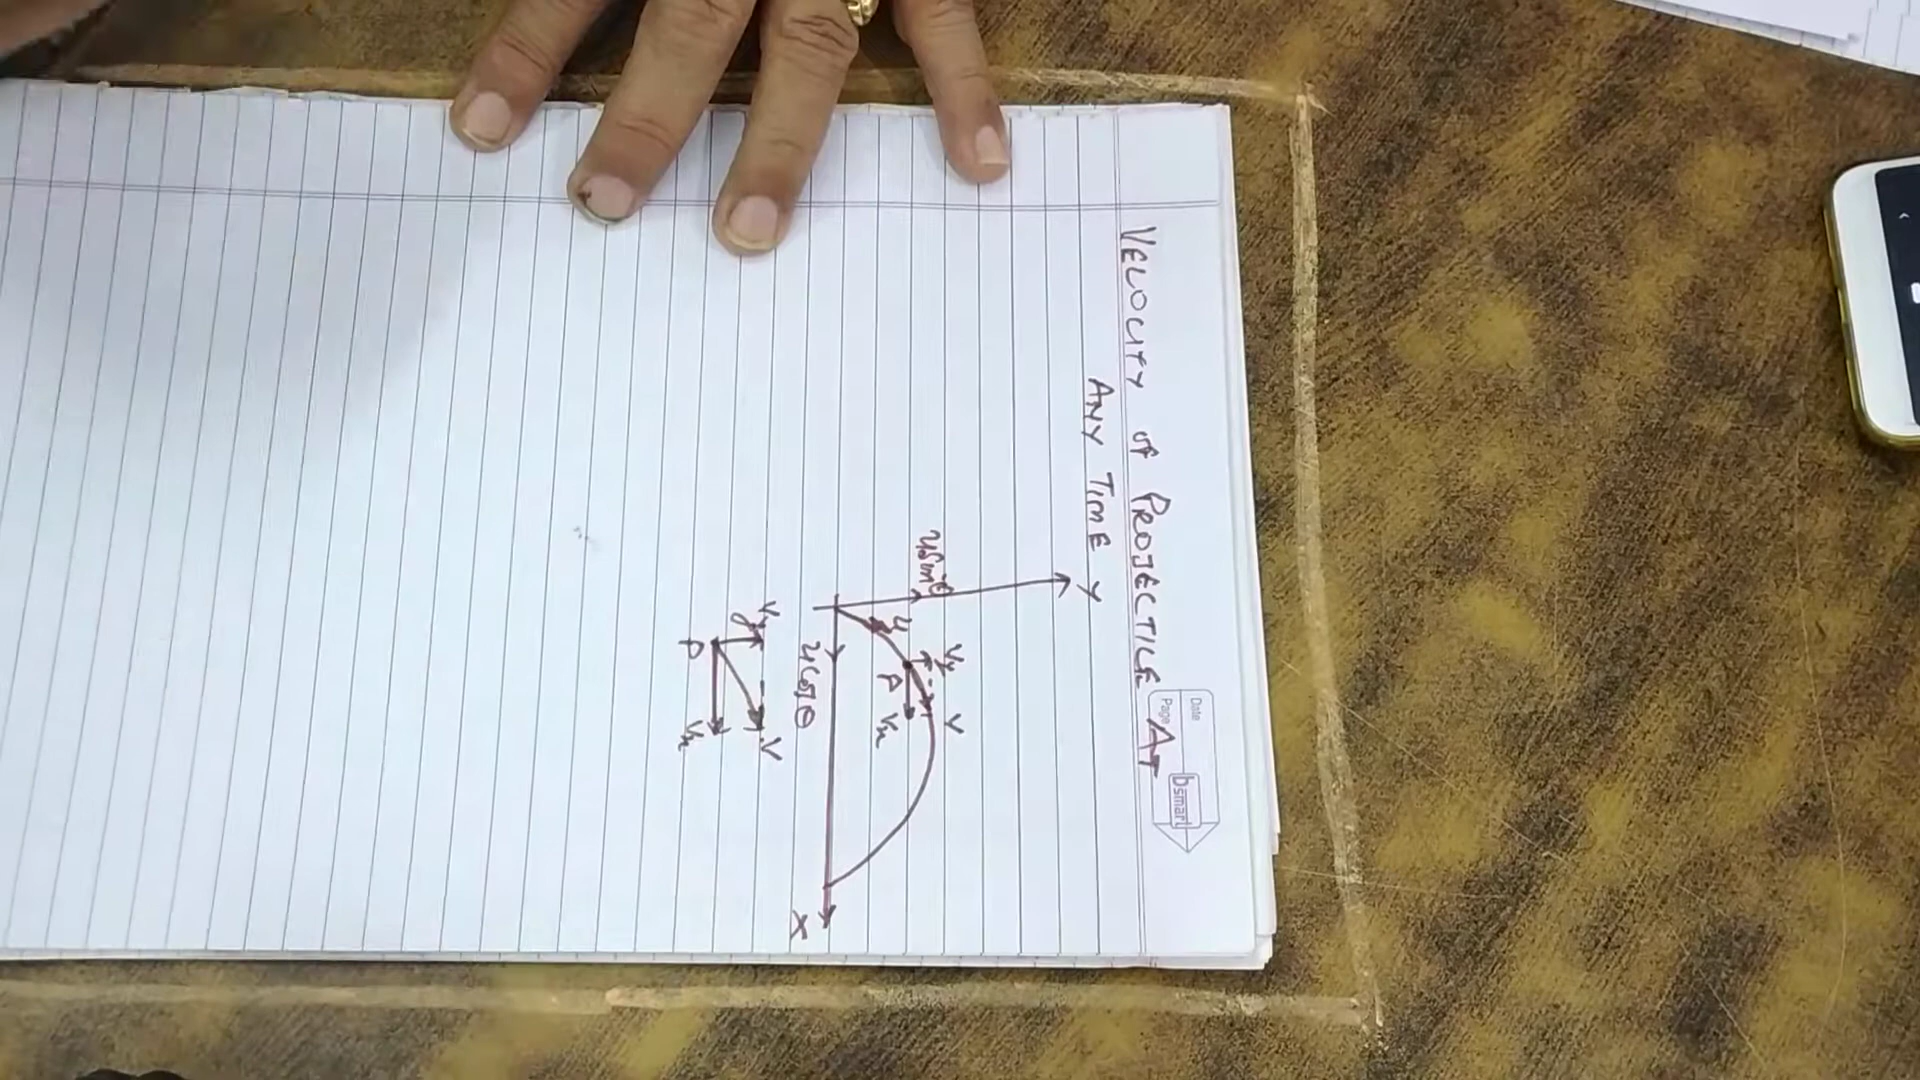 Date
Page
bsmart
VELOCITY OF PROJECTILE AT
ANY TIME
Y
u sinθ
u
Vy
V
P
Vx
u cosθ
X
Vy
V
P
Vx